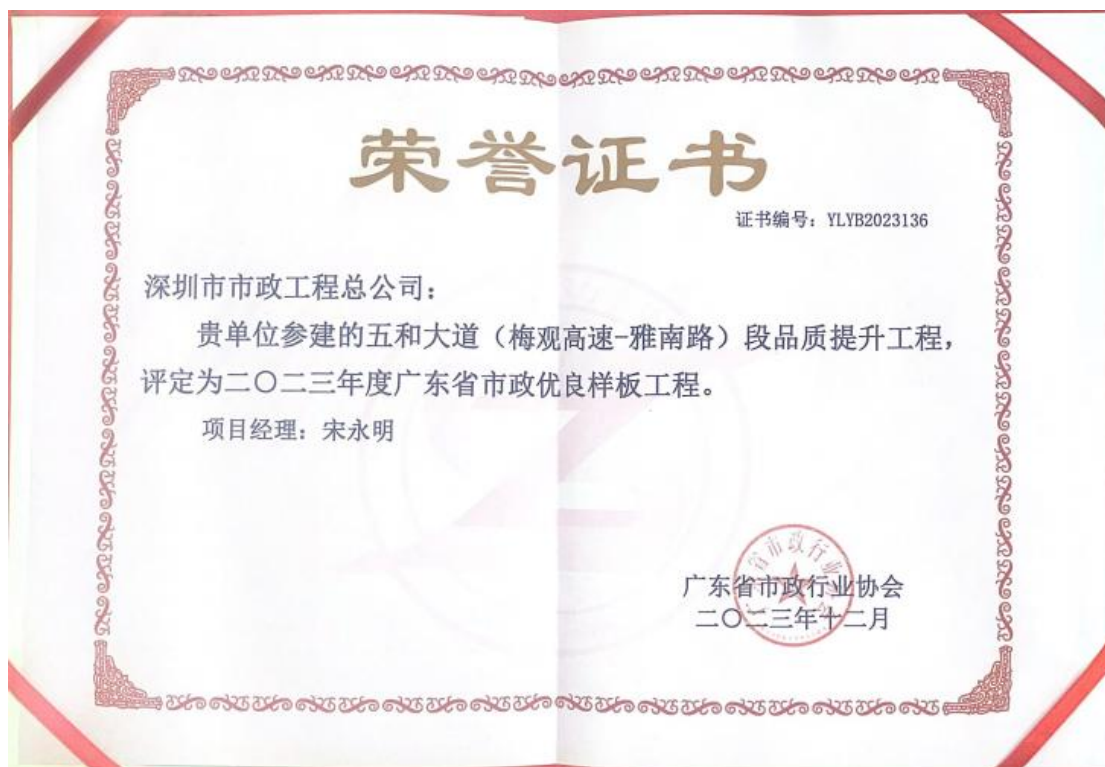 荣誉证书
证书编号：YLYB2023136
深圳市市政工程总公司：
贵单位参建的五和大道（梅观高速-雅南路）段品质提升工程，
评定为二〇二三年度广东省市政优良样板工程。
项目经理：宋永明
广东省市政行业协会
二〇二三年十二月